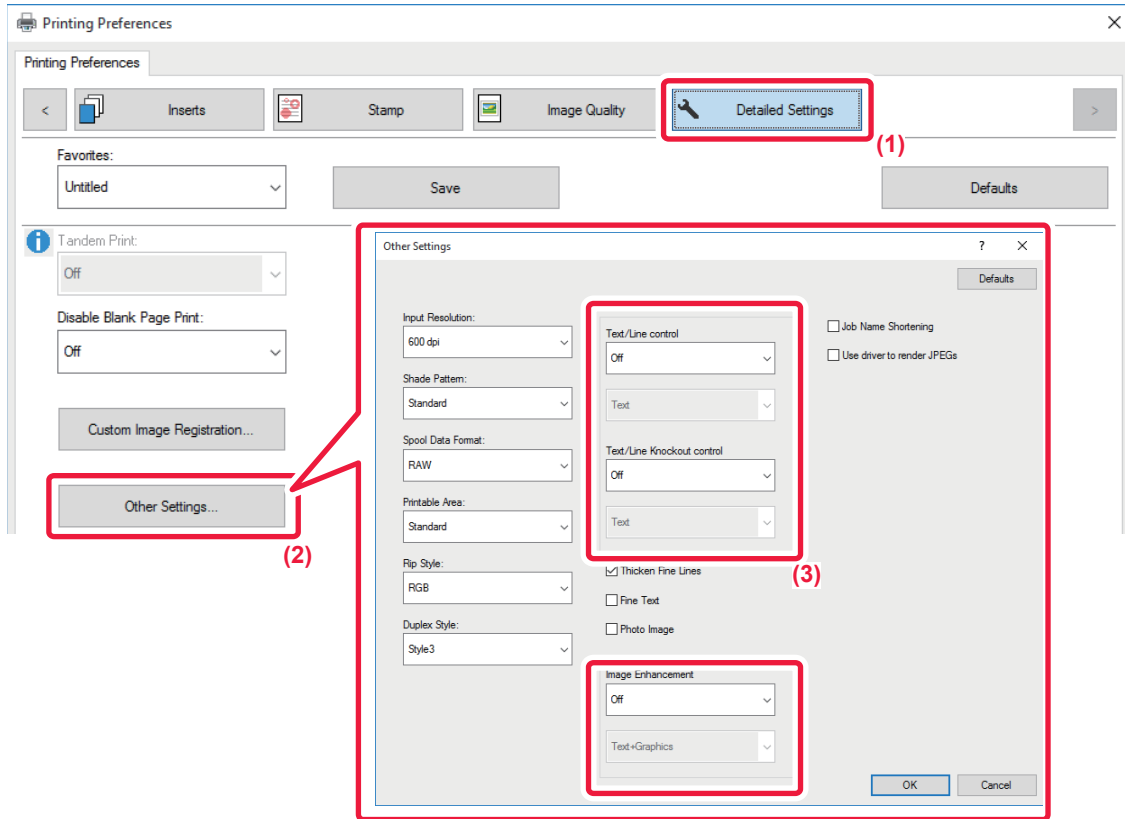 Printing Preferences
Printing Preferences
<
Inserts
Stamp
Image Quality
Detailed Settings
>
(1)
Favorites:
Untitled
Save
Defaults
Tandem Print:
Off
Disable Blank Page Print:
Off
Custom Image Registration...
Other Settings...
(2)
Other Settings
?
Defaults
Input Resolution:
600 dpi
Shade Pattern:
Standard
Spool Data Format:
RAW
Printable Area:
Standard
Rip Style:
RGB
Duplex Style:
Style3
Text/Line control
Off
Text
Text/Line Knockout control
Off
Text
(3)
Thicken Fine Lines
Fine Text
Photo Image
Image Enhancement
Off
Text+Graphics
Job Name Shortening
Use driver to render JPEGs
OK
Cancel